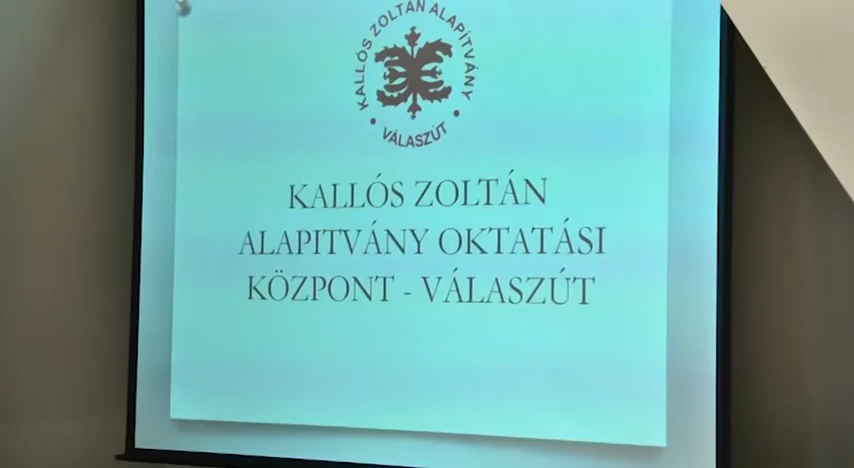 KALLÓS ZOLTÁN ALAPÍTVÁNY
• VÁLASZÚT •
KALLÓS ZOLTÁN
ALAPITVÁNY OKTATÁSI
KÖZPONT - VÁLASZÚT